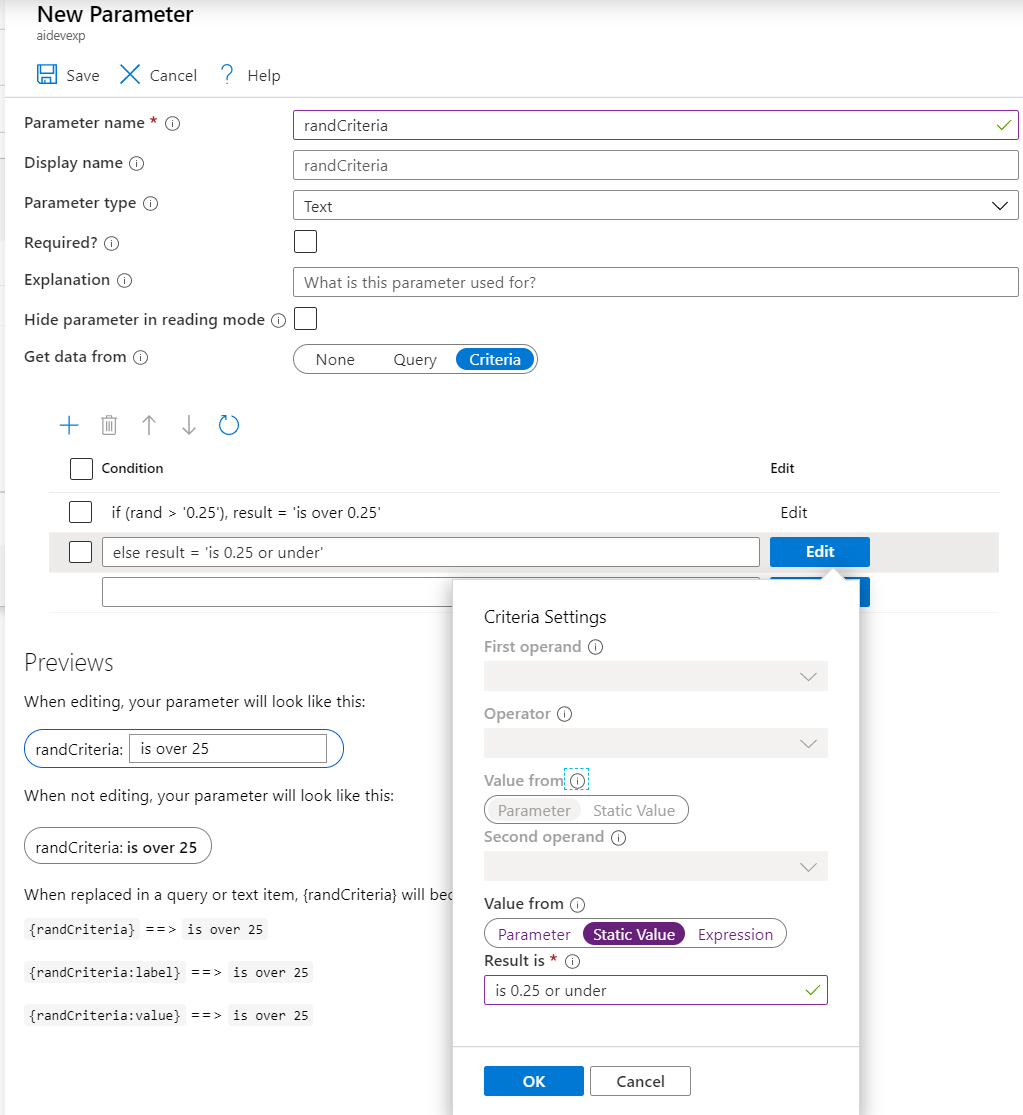 New Parameter
aidevexp
Save Cancel ? Help
Parameter name * randCriteria
Display name randCriteria
Parameter type Text
Required?
Explanation What is this parameter used for?
Hide parameter in reading mode
Get data from None Query Criteria
Condition Edit
if (rand > '0.25'), result = 'is over 0.25' Edit
else result = 'is 0.25 or under' Edit
Criteria Settings
First operand
Operator
Value from
Parameter Static Value
Second operand
Value from
Parameter Static Value Expression
Result is *
is 0.25 or under
OK Cancel
Previews
When editing, your parameter will look like this:
randCriteria: is over 25
When not editing, your parameter will look like this:
randCriteria: is over 25
When replaced in a query or text item, {randCriteria} will bec
{randCriteria} ==> is over 25
{randCriteria:label} ==> is over 25
{randCriteria:value} ==> is over 25